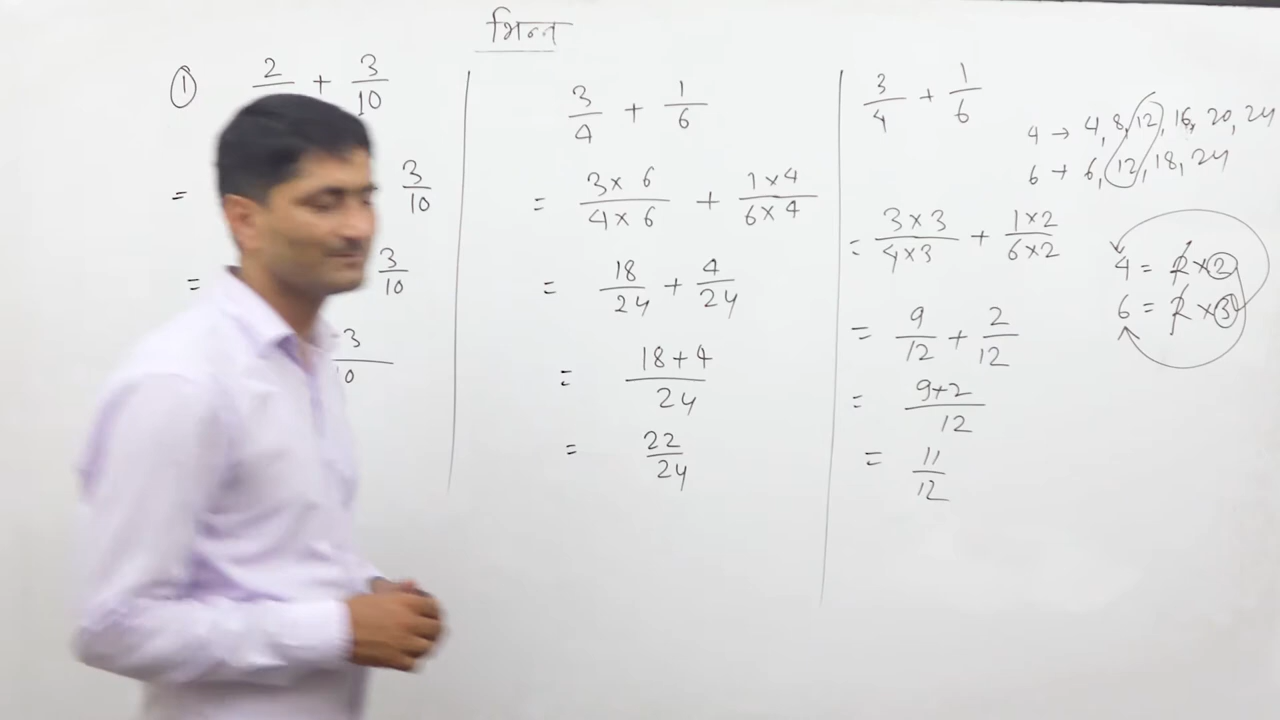 भिन्न
① 2/ + 3/10
= 3/10
= 3/10
3/10
3/4 + 1/6
= 3×6/4×6 + 1×4/6×4
= 18/24 + 4/24
= 18+4/24
= 22/24
3/4 + 1/6
4 → 4, 8, 12, 16, 20, 24
6 → 6, 12, 18, 24
= 3×3/4×3 + 1×2/6×2
4 = 2×2
6 = 2×3
= 9/12 + 2/12
= 9+2/12
= 11/12